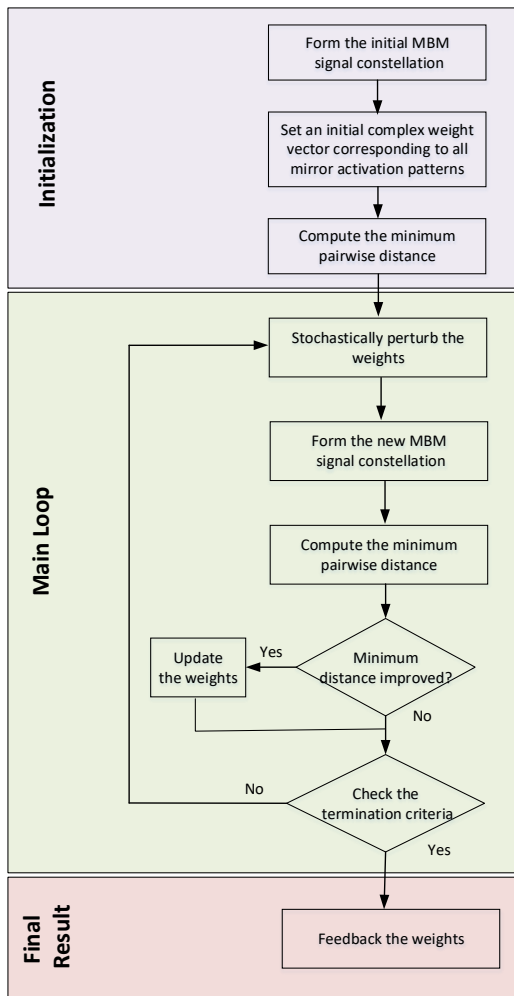 Initialization
Form the initial MBM
signal constellation
Set an initial complex weight
vector corresponding to all
mirror activation patterns
Compute the minimum
pairwise distance
Main Loop
Stochastically perturb the
weights
Form the new MBM
signal constellation
Compute the minimum
pairwise distance
Minimum
distance improved?
Yes
Update
the weights
No
Check the
termination criteria
No
Yes
Final
Result
Feedback the weights